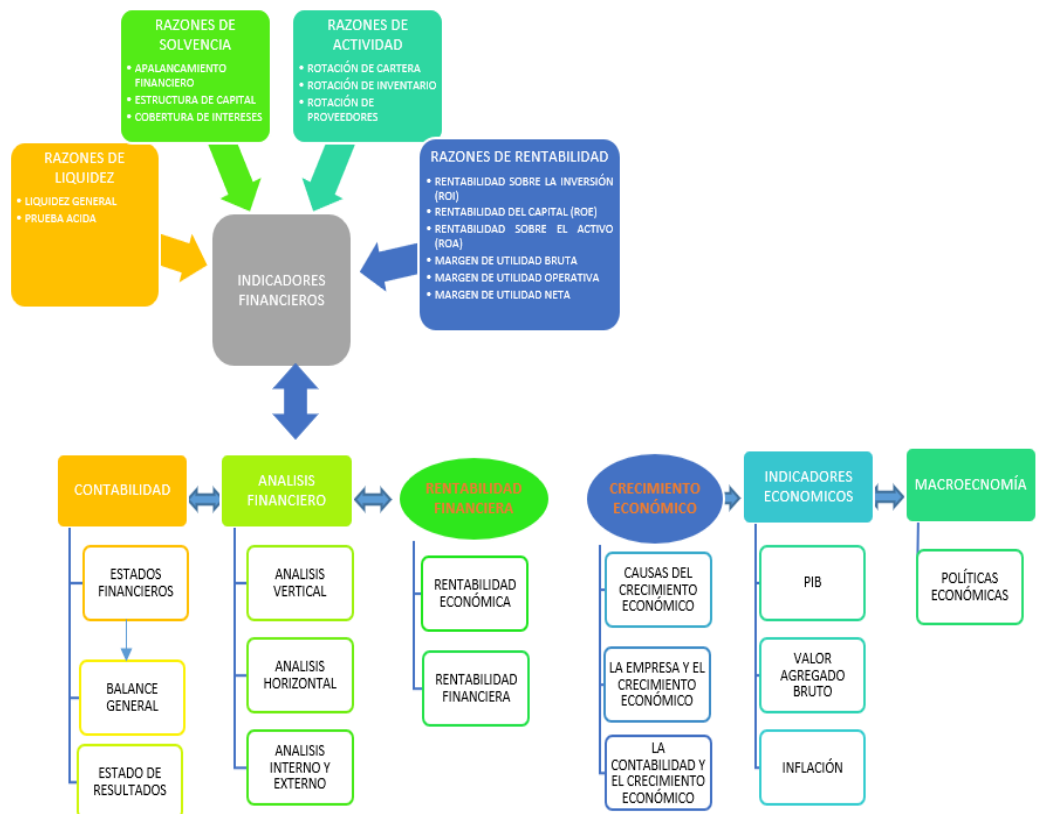 RAZONES DE
SOLVENCIA
• APALANCAMIENTO
FINANCIERO
• ESTRUCTURA DE CAPITAL
• COBERTURA DE INTERESES
RAZONES DE
ACTIVIDAD
• ROTACIÓN DE CARTERA
• ROTACIÓN DE INVENTARIO
• ROTACIÓN DE
PROVEEDORES
RAZONES DE
LIQUIDEZ
• LIQUIDEZ GENERAL
• PRUEBA ACIDA
RAZONES DE RENTABILIDAD
• RENTABILIDAD SOBRE LA INVERSIÓN
(ROI)
• RENTABILIDAD DEL CAPITAL (ROE)
• RENTABILIDAD SOBRE EL ACTIVO
(ROA)
• MARGEN DE UTILIDAD BRUTA
• MARGEN DE UTILIDAD OPERATIVA
• MARGEN DE UTILIDAD NETA
INDICADORES
FINANCIEROS
CONTABILIDAD
ANALISIS
FINANCIERO
RENTABILIDAD
FINANCIERA
CRECIMIENTO
ECONÓMICO
INDICADORES
ECONOMICOS
MACROECNOMÍA
ESTADOS
FINANCIEROS
BALANCE
GENERAL
ESTADO DE
RESULTADOS
ANALISIS
VERTICAL
ANALISIS
HORIZONTAL
ANALISIS
INTERNO Y
EXTERNO
RENTABILIDAD
ECONÓMICA
RENTABILIDAD
FINANCIERA
CAUSAS DEL
CRECIMIENTO
ECONÓMICO
LA EMPRESA Y EL
CRECIMIENTO
ECONÓMICO
LA
CONTABILIDAD Y
EL CRECIMIENTO
ECONÓMICO
PIB
VALOR
AGREGADO
BRUTO
INFLACIÓN
POLÍTICAS
ECONÓMICAS